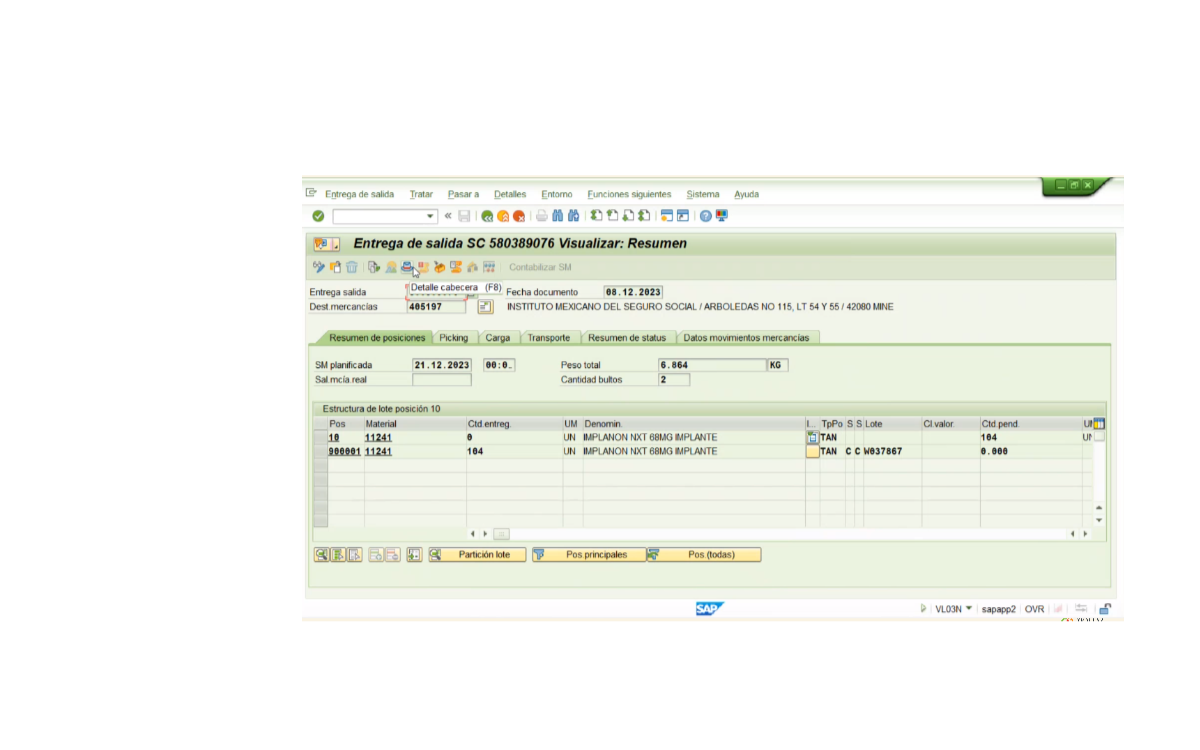 Entrega de salida Tratar Pasar a Detalles Entorno Funciones siguientes Sistema Ayuda
Entrega de salida SC 580389076 Visualizar: Resumen
Contabilizar SM
Detalle cabecera (F8)
Entrega salida Fecha documento 08.12.2023
Dest.mercancías 405197 INSTITUTO MEXICANO DEL SEGURO SOCIAL / ARBOLEDAS NO 115, LT 54 Y 55 / 42080 MINE
Resumen de posiciones Picking Carga Transporte Resumen de status Datos movimientos mercancías
SM planificada 21.12.2023 00:0. Peso total 6.864 KG
Sal.mcía.real Cantidad bultos 2
Estructura de lote posición 10
Pos Material Ctd entreg. UM Denomin. I... TpPo S S Lote Cl.valor. Ctd pend. UM
10 11241 0 UN IMPLANON NXT 68MG IMPLANTE TAN 104 UN
900001 11241 104 UN IMPLANON NXT 68MG IMPLANTE TAN C C W037867 0.000
Partición lote Pos principales Pos (todas)
SAP VL03N sapapp2 OVR